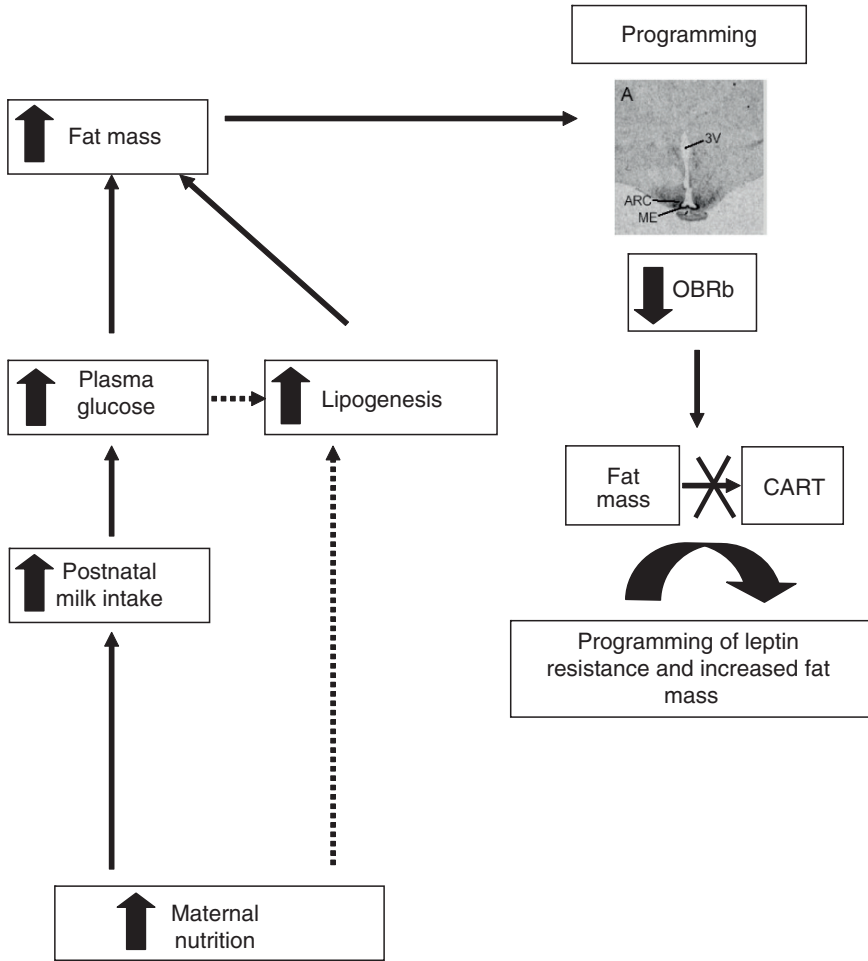 Programming
A
3V
ARC
ME
Fat mass
OBRb
Plasma
glucose
Lipogenesis
Fat
mass
CART
Postnatal
milk intake
Programming of leptin
resistance and increased fat
mass
Maternal
nutrition